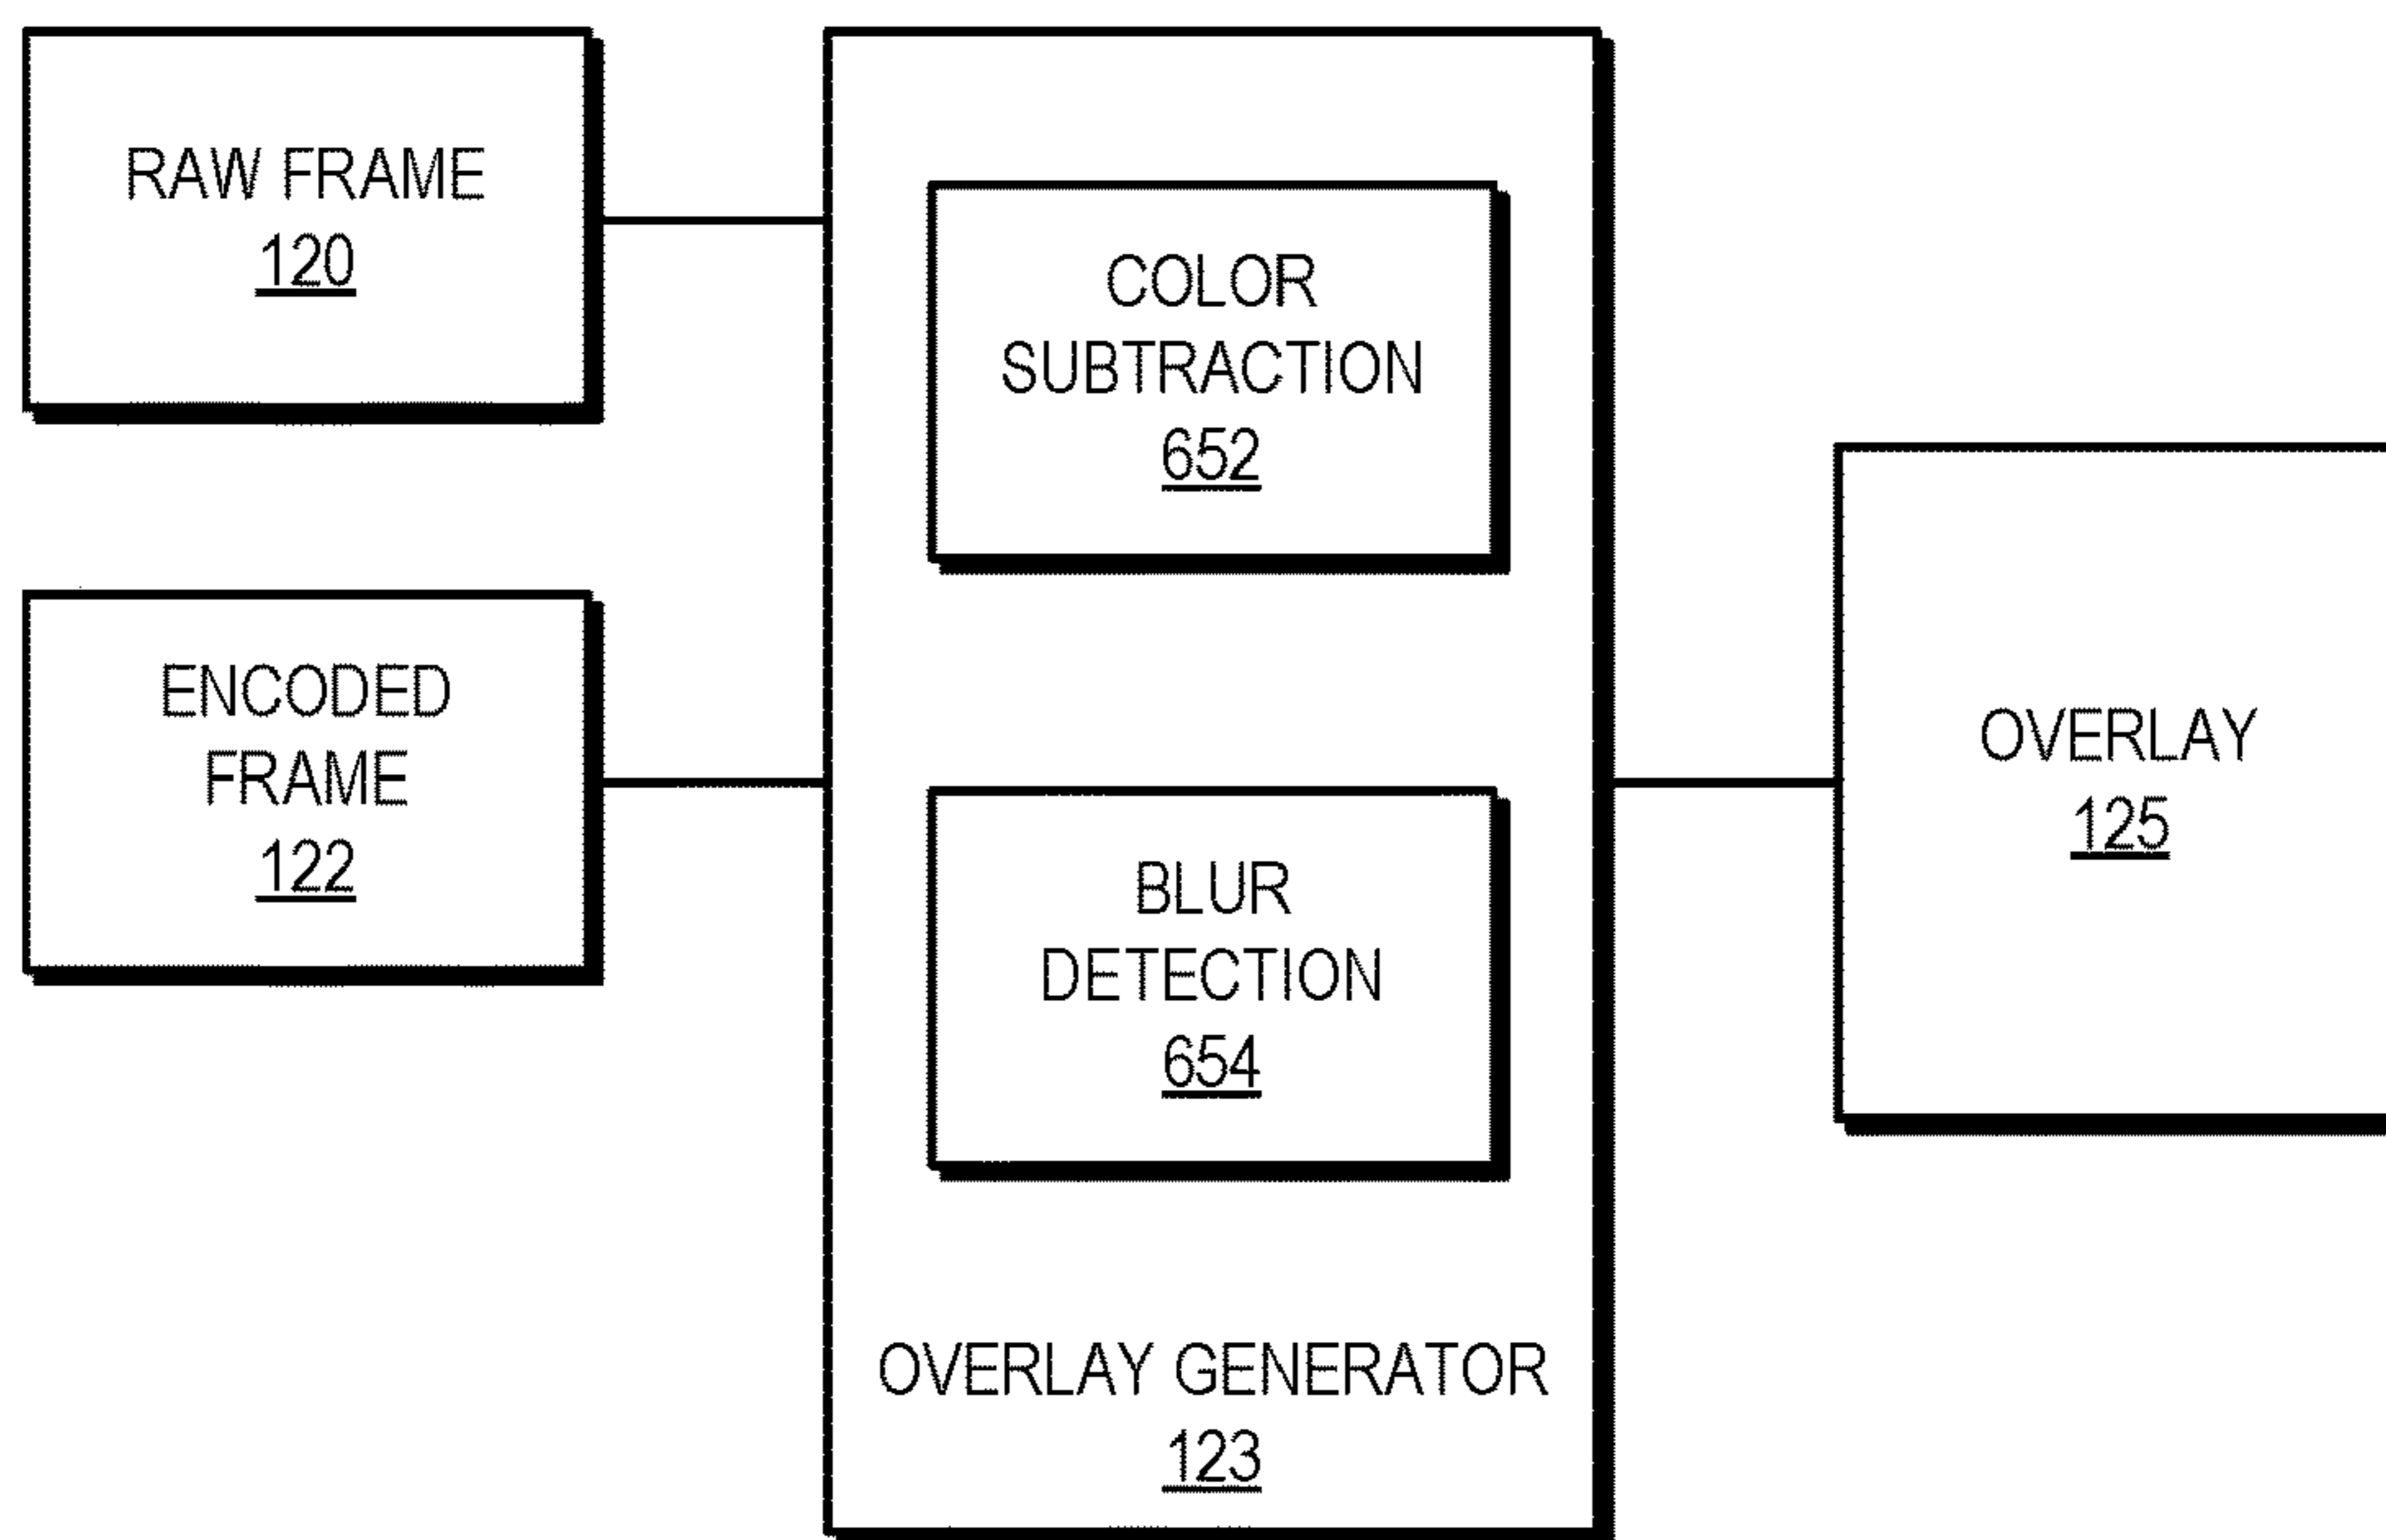 RAW FRAME
120
ENCODED
FRAME
122
COLOR
SUBTRACTION
652
BLUR
DETECTION
654
OVERLAY GENERATOR
123
OVERLAY
125